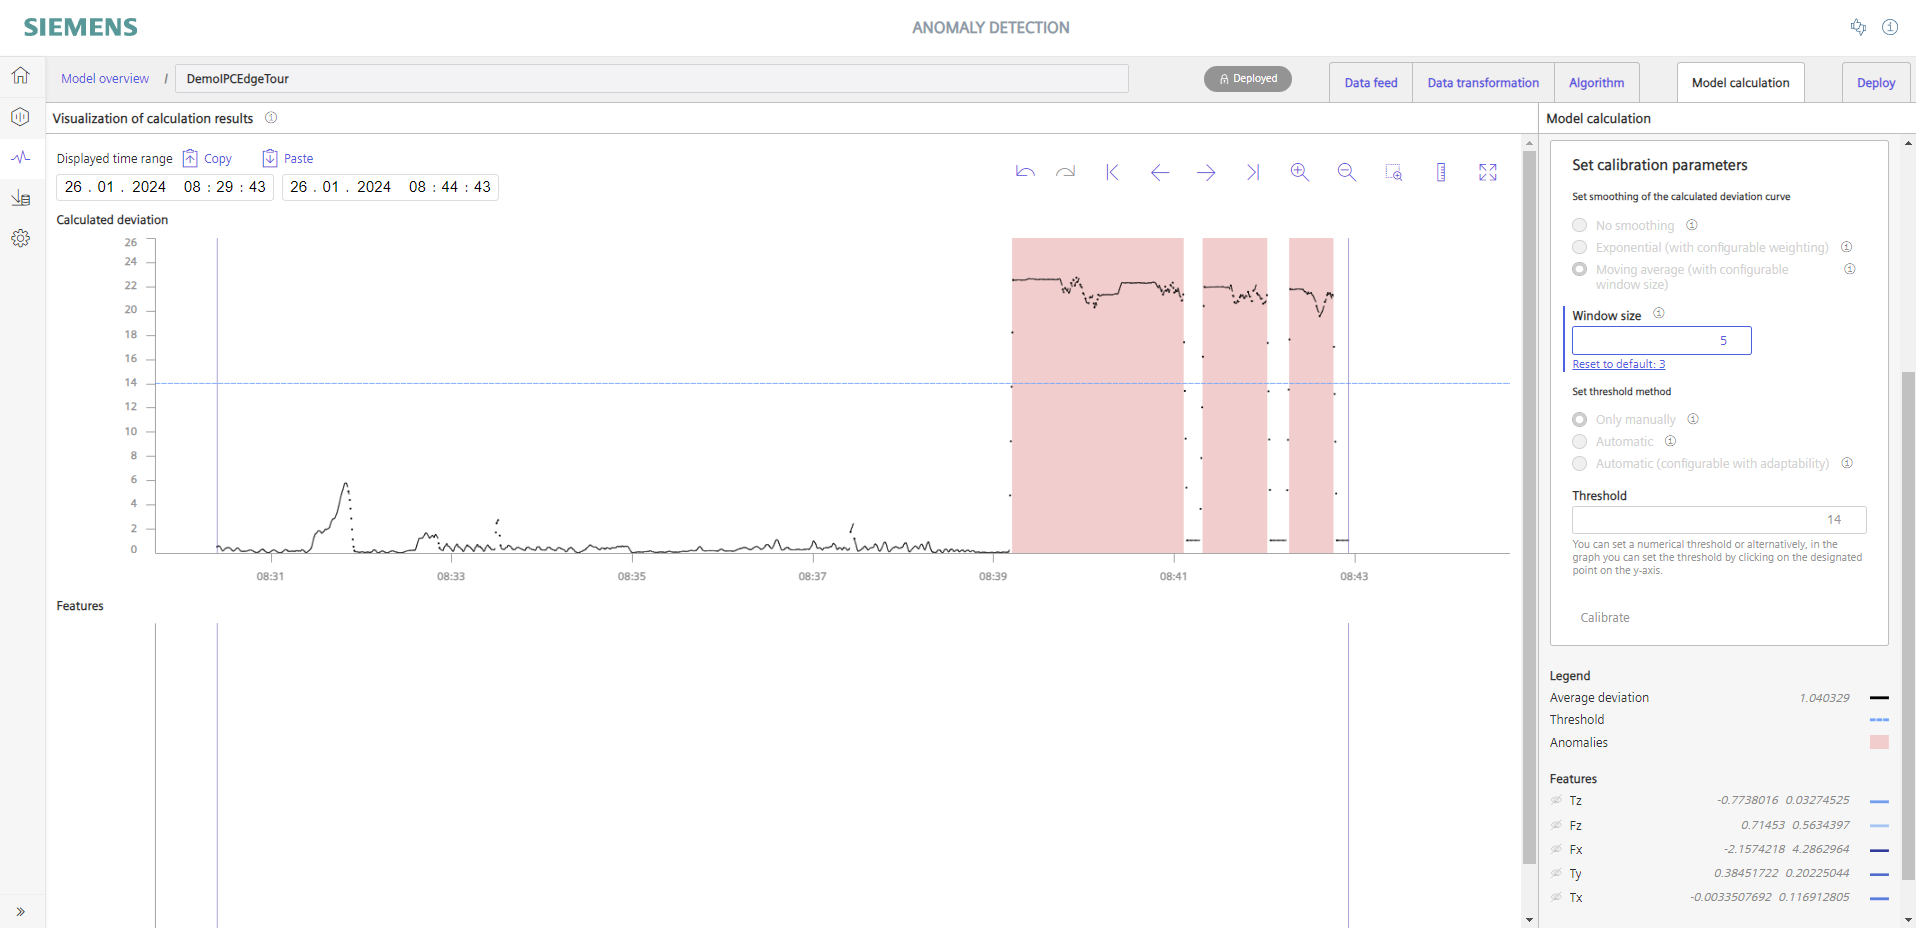 SIEMENS
ANOMALY DETECTION
Model overview / DemoIPCEdgeTour
Deployed
Data feed
Data transformation
Algorithm
Model calculation
Deploy
Visualization of calculation results
Displayed time range Copy Paste
26 . 01 . 2024 08 : 29 : 43
26 . 01 . 2024 08 : 44 : 43
Calculated deviation
26
24
22
20
18
16
14
12
10
8
6
4
2
0
08:31 08:33 08:35 08:37 08:39 08:41 08:43
Features
Model calculation
Set calibration parameters
Set smoothing of the calculated deviation curve
No smoothing
Exponential (with configurable weighting)
Moving average (with configurable
window size)
Window size
5
Reset to default: 3
Set threshold method
Only manually
Automatic
Automatic (configurable with adaptability)
Threshold
14
You can set a numerical threshold or alternatively, in the
graph you can set the threshold by clicking on the designated
point on the y-axis.
Calibrate
Legend
Average deviation 1.040329
Threshold
Anomalies
Features
Tz -0.7738016 0.03274525
Fz 0.71453 0.5634397
Fx -2.1574218 4.2862964
Ty 0.38451722 0.20225044
Tx -0.0033507692 0.116912805